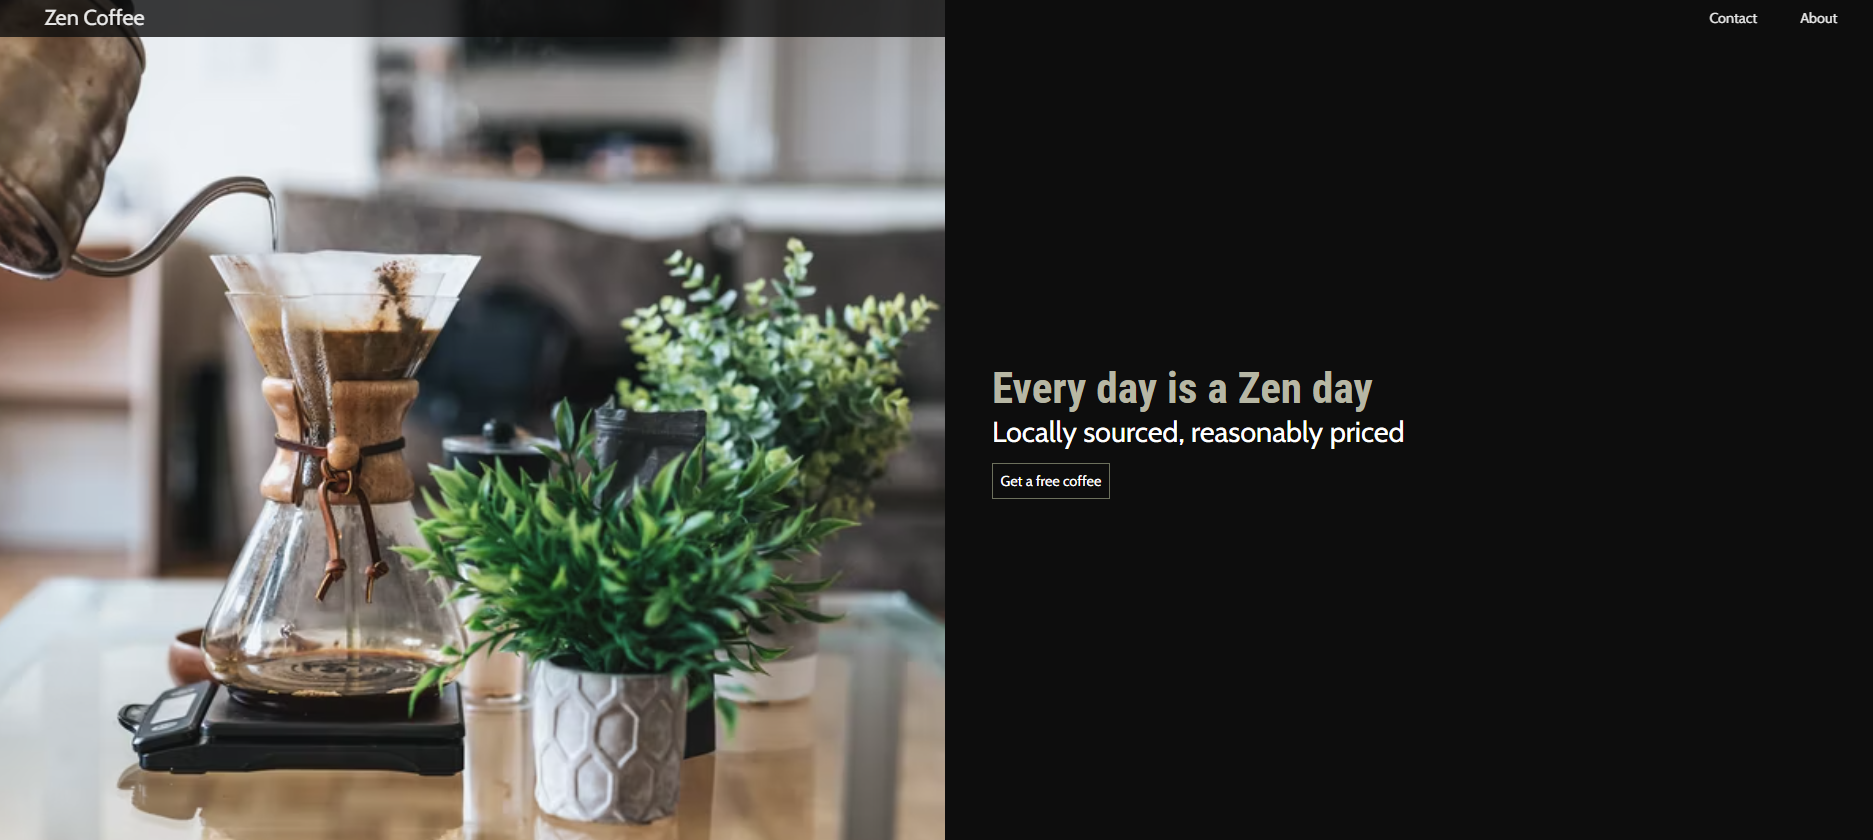 Zen Coffee
Contact
About
Every day is a Zen day
Locally sourced, reasonably priced
Get a free coffee